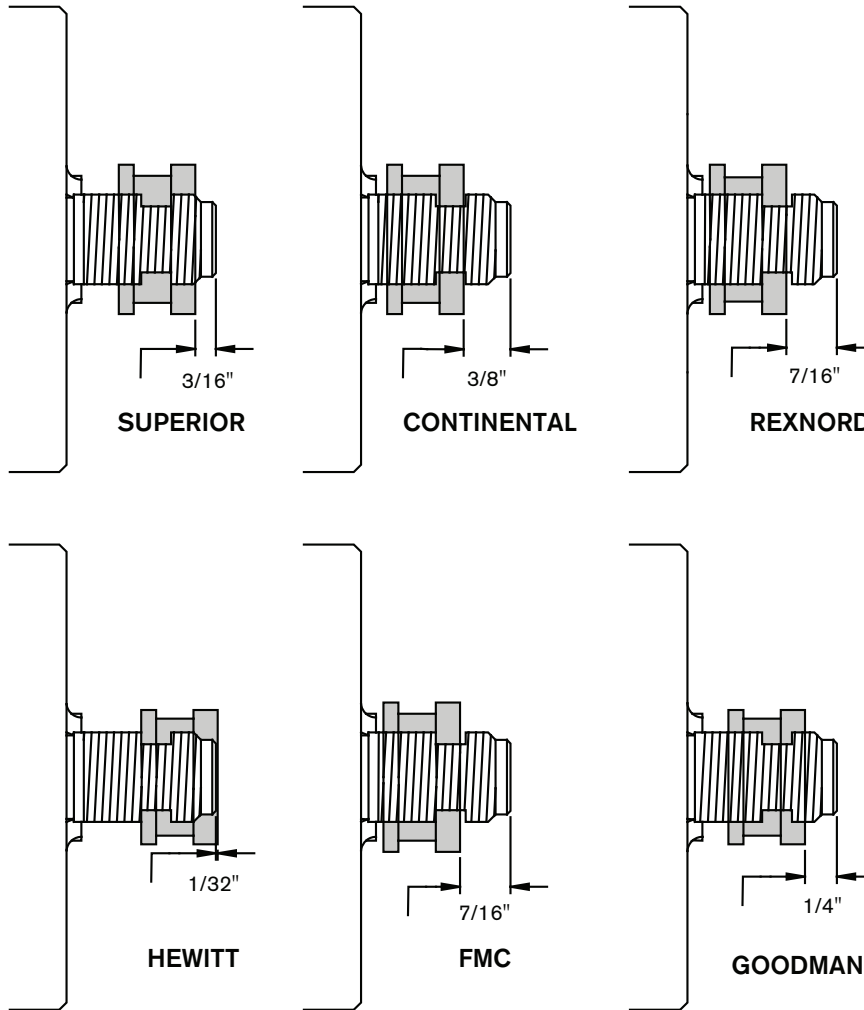 3/16"
3/8"
7/16"
SUPERIOR
CONTINENTAL
REXNORD
1/32"
7/16"
1/4"
HEWITT
FMC
GOODMAN